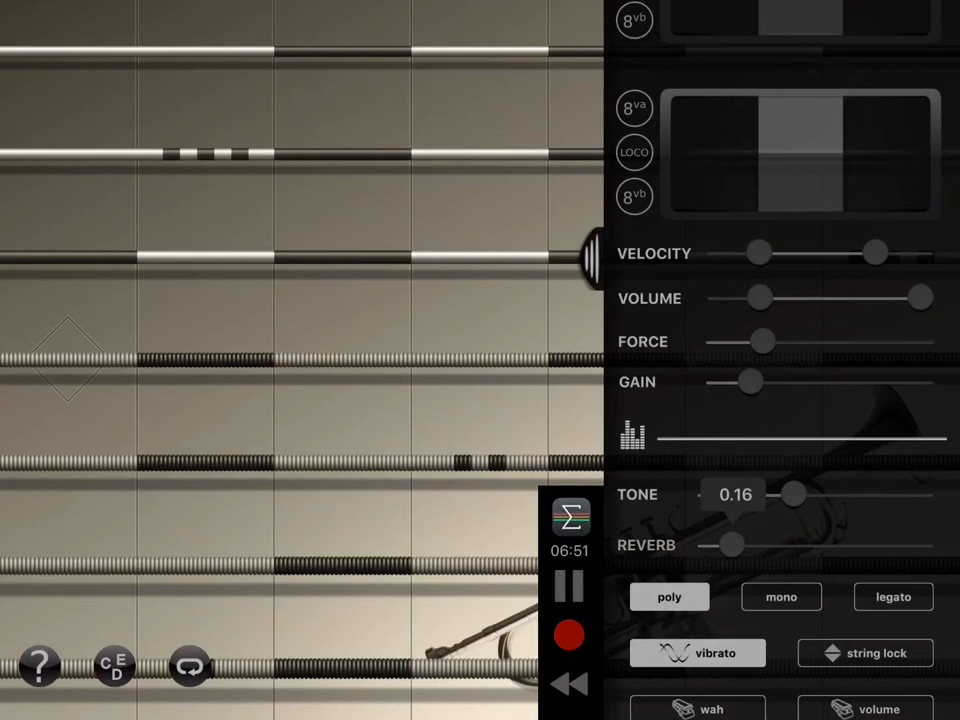 8vb
8va
LOCO
8vb
VELOCITY
VOLUME
FORCE
GAIN
Σ
TONE 0.16
06:51
REVERB
poly mono legato
vibrato string lock
? C E D
wah volume